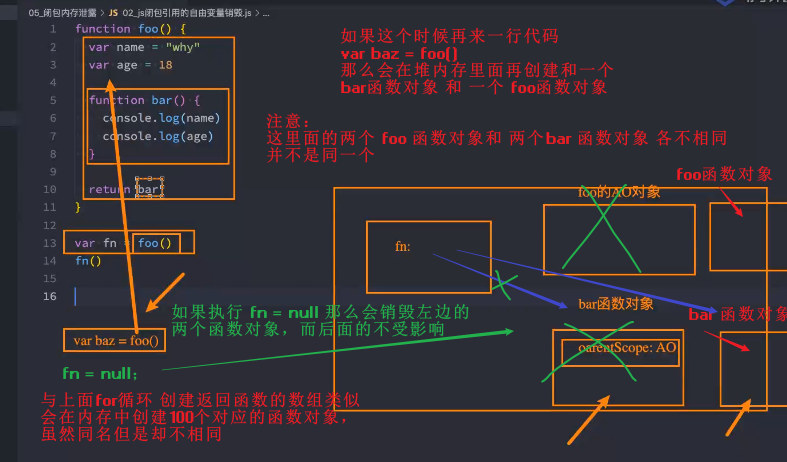 05_闭包内存泄露 > JS 02_js闭包引用的自由变量销毁.js > ...
1 function foo() {
2 var name = "why"
3 var age = 18
4
5 function bar() {
6 console.log(name)
7 console.log(age)
8 }
9
10 return bar
11 }
12
13 var fn = foo()
14 fn()
15
16
如果这个时候再来一行代码
var baz = foo()
那么会在堆内存里面再创建和一个
bar函数对象 和 一个 foo函数对象
注意:
这里面的两个 foo 函数对象和 两个bar 函数对象 各不相同
并不是同一个
foo函数对象
foo的AO对象
fn:
bar函数对象
bar 函数对象
parentScope: AO
如果执行 fn = null 那么会销毁左边的
两个函数对象，而后面的不受影响
var baz = foo()
fn = null;
与上面for循环 创建返回函数的数组类似
会在内存中创建100个对应的函数对象,
虽然同名但是却不相同